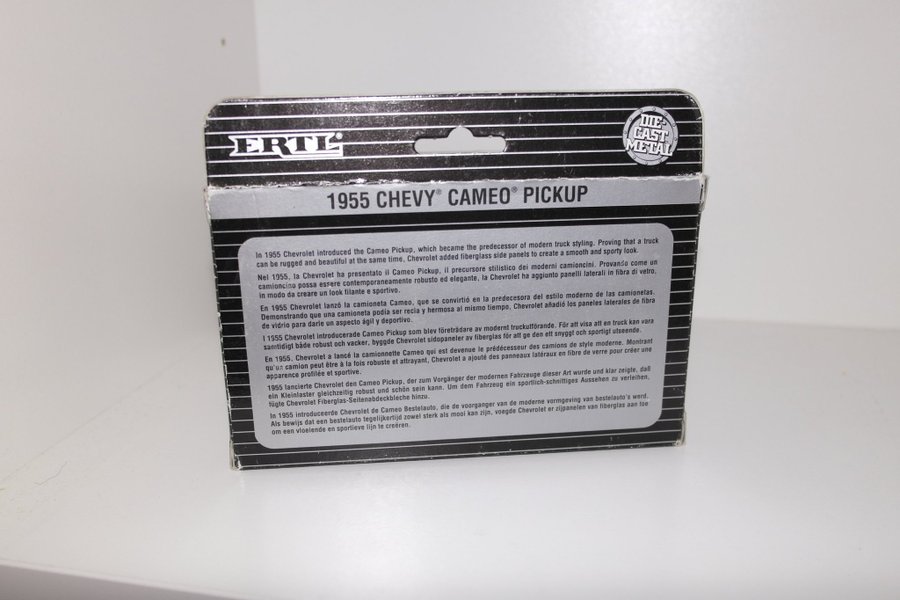 ERTL®
DIE-
CAST
METAL
1955 CHEVY® CAMEO® PICKUP
In 1955 Chevrolet introduced the Cameo Pickup, which became the predecessor of modern truck styling. Proving that a truck
can be rugged and beautiful at the same time, Chevrolet added fiberglass side panels to create a smooth and sporty look.
Nel 1955, la Chevrolet ha presentato il Cameo Pickup, il precursore stilistico dei moderni camioncini. Provando come un
camioncino possa essere contemporaneamente robusto ed elegante, la Chevrolet ha aggiunto panelli laterali in fibra di vetro,
in modo da creare un look filante e sportivo.
En 1955 Chevrolet lanzó la camioneta Cameo, que se convirtió en la predecesora del estilo moderno de las camionetas.
Demonstrando que una camioneta podía ser recia y hermosa al mismo tiempo, Chevrolet añadió los paneles laterales de fibra
de vidrio para darle un aspecto ágil y deportivo.
I 1955 Chevrolet introducerade Cameo Pickup som blev företrädare av modernt truckutförande. För att visa att en truck kan vara
samtidigt både robust och vacker, byggde Chevrolet sidopaneler av fiberglas för att ge den ett snyggt och sportigt utseende.
En 1955, Chevrolet a lancé la camionnette Cameo qui est devenue le prédécesseur des camions de style moderne. Montrant
qu'un camion peut être à la fois robuste et attrayant, Chevrolet a ajouté des panneaux latéraux en fibre de verre pour créer une
apparence profilée et sportive.
1955 lancierte Chevrolet den Cameo Pickup, der zum Vorgänger der modernen Fahrzeuge dieser Art wurde und klar zeigte, daß
ein Kleinlaster gleichzeitig robust und schön sein kann. Um dem Fahrzeug ein sportlich-schnittiges Aussehen zu verleihen,
fügte Chevrolet Fiberglas-Seitenabdeckbleche hinzu.
In 1955 introduceerde Chevrolet de Cameo Bestelauto, die de voorganger van de moderne vormgeving van bestelauto's werd.
Als bewijs dat een bestelauto tegelijkertijd zowel sterk als mooi kan zijn, voegde Chevrolet er zijpanelen van fiberglas aan toe
om een vloeiende en sportieve lijn te creëren.